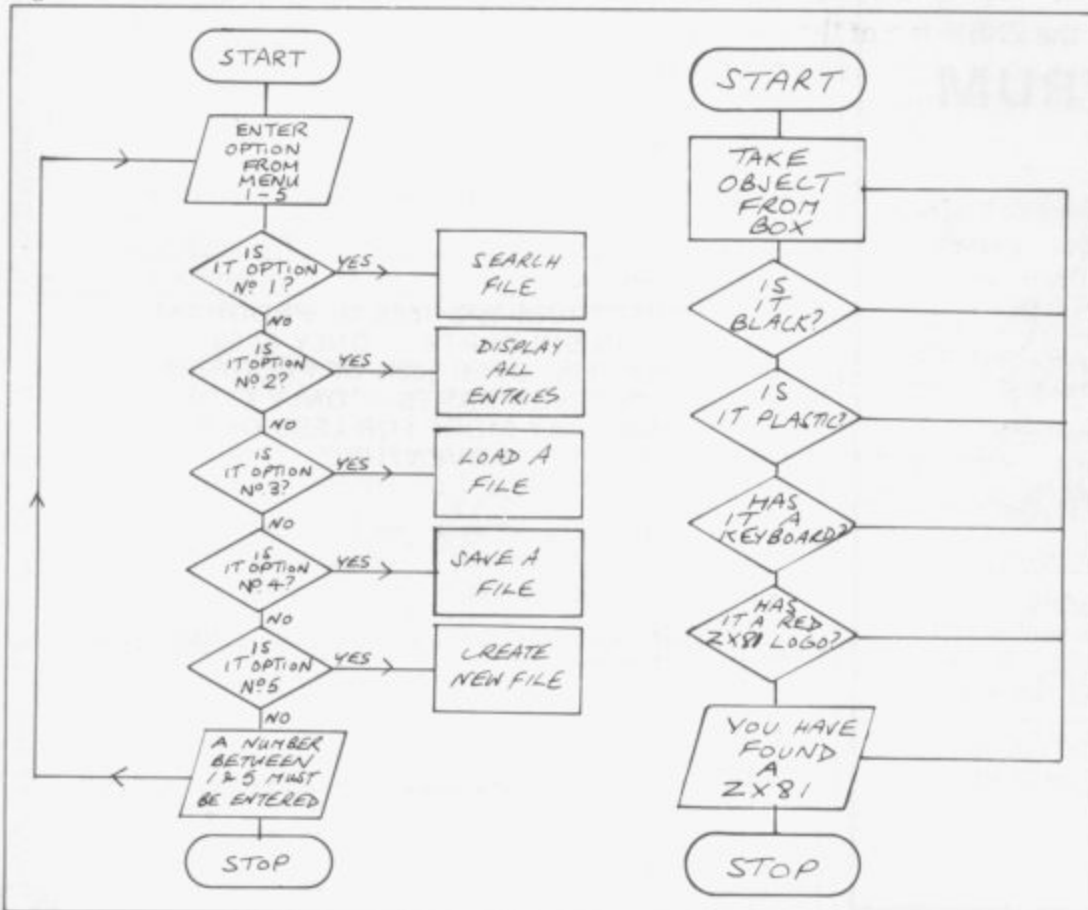 RUM
START
ENTER
OPTION
FROM
MENU
1-5
IS
IT OPTION
Nº 1?
YES
SEARCH
FILE
NO
IS
IT OPTION
Nº 2?
YES
DISPLAY
ALL
ENTRIES
NO
IS
IT OPTION
Nº 3?
YES
LOAD A
FILE
NO
IS
IT OPTION
Nº 4?
YES
SAVE A
FILE
NO
IS
IT OPTION
Nº 5
YES
CREATE
NEW FILE
NO
A NUMBER
BETWEEN
1 & 5 MUST
BE ENTERED
STOP
START
TAKE
OBJECT
FROM
BOX
IS
IT
BLACK?
IS
IT PLASTIC?
HAS
IT A
KEYBOARD?
HAS
IT A RED
ZX81 LOGO?
YOU HAVE
FOUND
A
ZX81
STOP